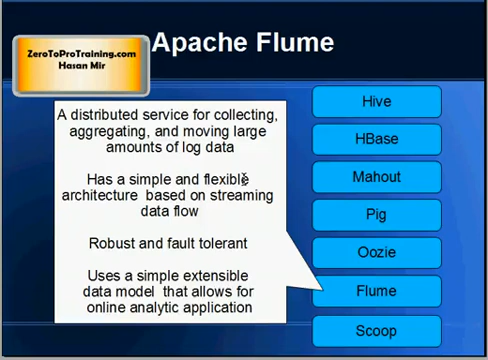 ZeroToProTraining.com
Hasan Mir
Apache Flume
A distributed service for collecting,
aggregating, and moving large
amounts of log data
Has a simple and flexible
architecture based on streaming
data flow
Robust and fault tolerant
Uses a simple extensible
data model that allows for
online analytic application
Hive
HBase
Mahout
Pig
Oozie
Flume
Scoop